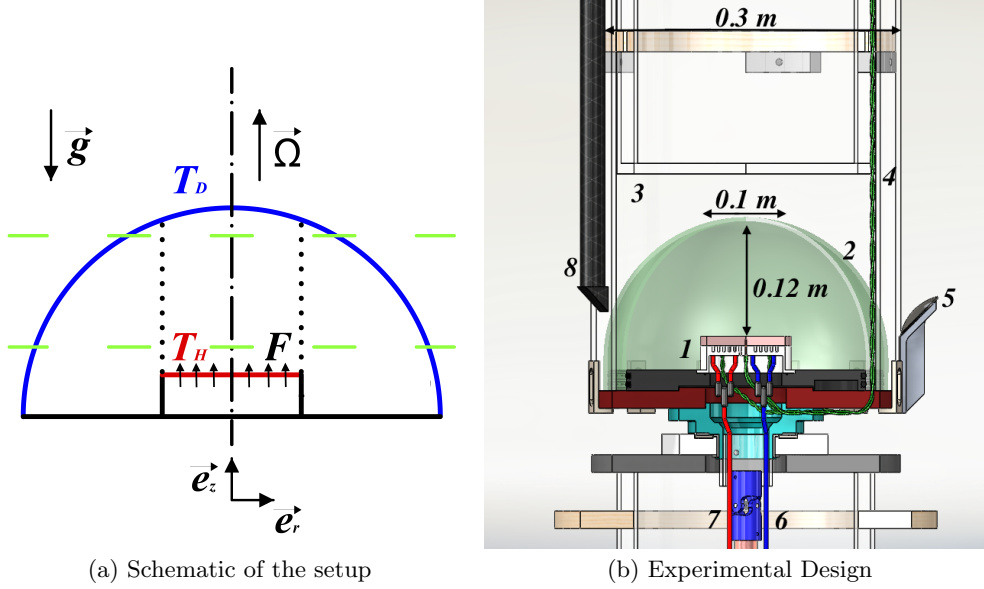 g
Ω
T_D
T_H
F
e_z
e_r
(a) Schematic of the setup
0.3 m
3
4
0.1 m
2
8
0.12 m
5
1
7
6
(b) Experimental Design